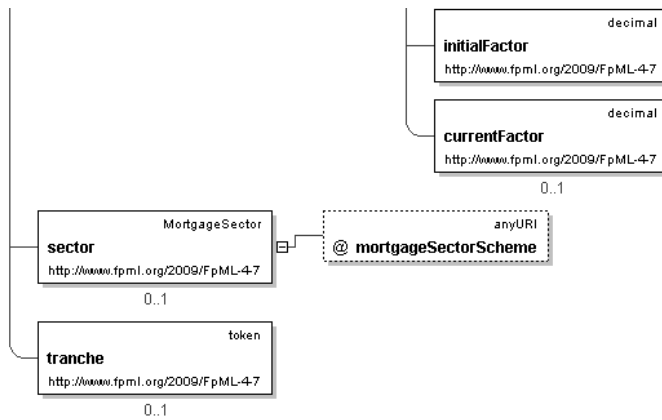 decimal
initialFactor
http://www.fpml.org/2009/FpML-4-7
decimal
currentFactor
http://www.fpml.org/2009/FpML-4-7
0..1
MortgageSector
sector
http://www.fpml.org/2009/FpML-4-7
0..1
anyURI
@ mortgageSectorScheme
token
tranche
http://www.fpml.org/2009/FpML-4-7
0..1